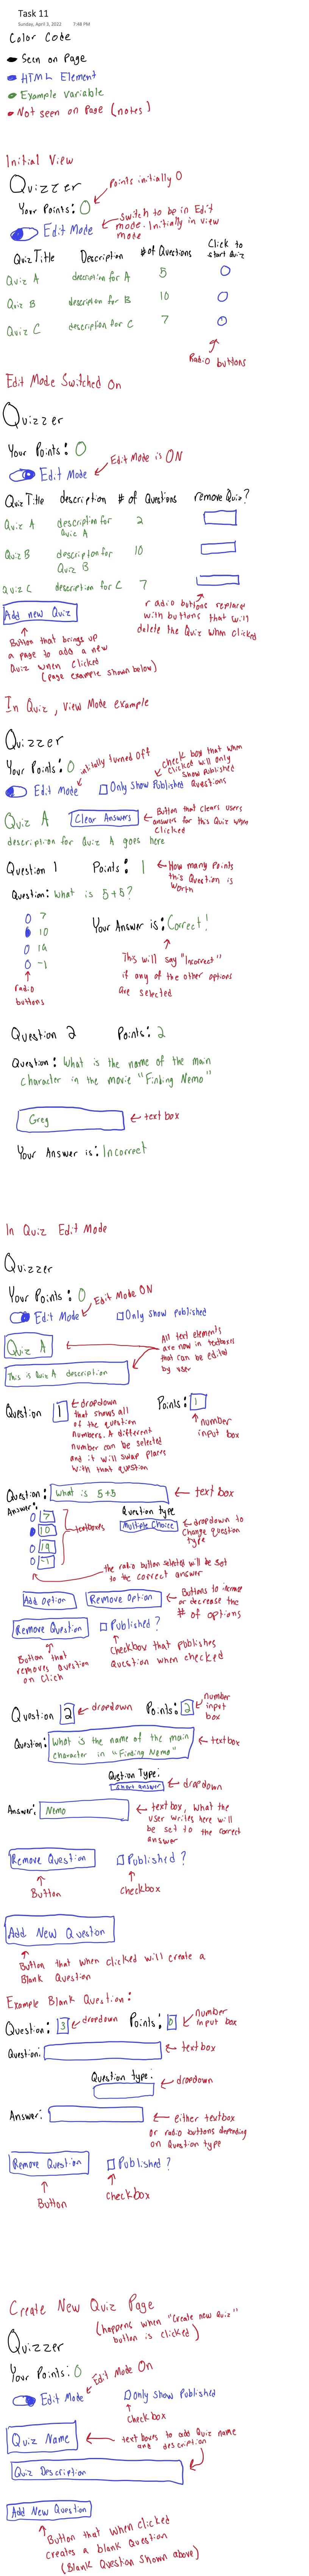 Task 11
Sunday, April 3, 2022 7:48 PM
Color Code
Seen on Page
HTML Element
Example Variable
Not seen on Page (notes)
Initial View
Quizzer
Points initially 0
Your Points: 0
Edit Mode
Switch to be in Edit
mode. Initially in view
mode
Quiz Title Description # of Questions Click to
start quiz
Quiz A description for A 5
Quiz B description for B 10
Quiz C description for C 7
Radio buttons
Edit Mode Switched On
Quizzer
Your Points: 0
Edit Mode is ON
Edit Mode
Quiz Title description # of Questions remove Quiz?
Quiz A description for
Quiz A 2
Quiz B description for
Quiz B 10
Quiz C description for C 7
Add new Quiz
radio buttons replaced
with buttons that will
delete the Quiz when clicked
Button that brings up
a page to add a new
Quiz when clicked
(page example shown below)
In Quiz, view Mode example
Quizzer
Your Points: 0
initially turned off
check box that when
clicked will only
show published
Questions
Edit Mode Only Show Published
Quiz A Clear Answers
Button that clears users
answers for this Quiz when
clicked
description for Quiz A goes here
Question 1 Points: 1
How many points
this Question is
worth
Question: What is 5+5?
7
10
19
-1
radio
buttons
Your Answer is: Correct!
This will say "Incorrect"
if any of the other options
are selected
Question 2 Points: 2
Question: What is the name of the main
character in the movie "Finding Nemo"
Greg
text box
Your Answer is: Incorrect
In Quiz Edit Mode
Quizzer
Your Points: 0
Edit Mode ON
Edit Mode Only Show published
Quiz A
This is Quiz A description
All text elements
are now in textboxes
that can be edited
by user
Question 1
dropdown
that shows all
of the question
numbers. A different
number can be selected
and it will swap places
with that question
Points: 1
number
input box
Question: What is 5+5
text box
Answer:
7
10
19
-1
textboxes
Question type
Multiple Choice
dropdown to
change question
type
the radio button selected will be set
to the correct answer
Add Option Remove Option
Buttons to increase
or decrease the
# of options
Remove Question Published?
Button that
removes question
on click
Checkbox that publishes
Question when checked
Question 2
dropdown
Points: 2
number
input
box
Question: What is the name of the main
character in "Finding Nemo"
textbox
Question Type:
short answer
dropdown
Answer: Nemo
textbox, what the
user writes here will
be set to the correct
answer
Remove Question Published?
Button
checkbox
Add New Question
Button that when clicked will create a
Blank Question
Example Blank Question:
Question: 3
dropdown
Points: 0
number
input box
Question:
text box
Question type:
dropdown
Answer:
either textbox
or radio buttons depending
on Question type
Remove Question Published?
Button
Checkbox
Create New Quiz Page
(happens when "Create new Quiz"
button is clicked)
Quizzer
Your Points: 0
Edit Mode On
Edit Mode Only show Published
Checkbox
Quiz Name
text boxes to add Quiz name
and description
Quiz Description
Add New Question
Button that when clicked
creates a blank Question
(Blank Question shown above)